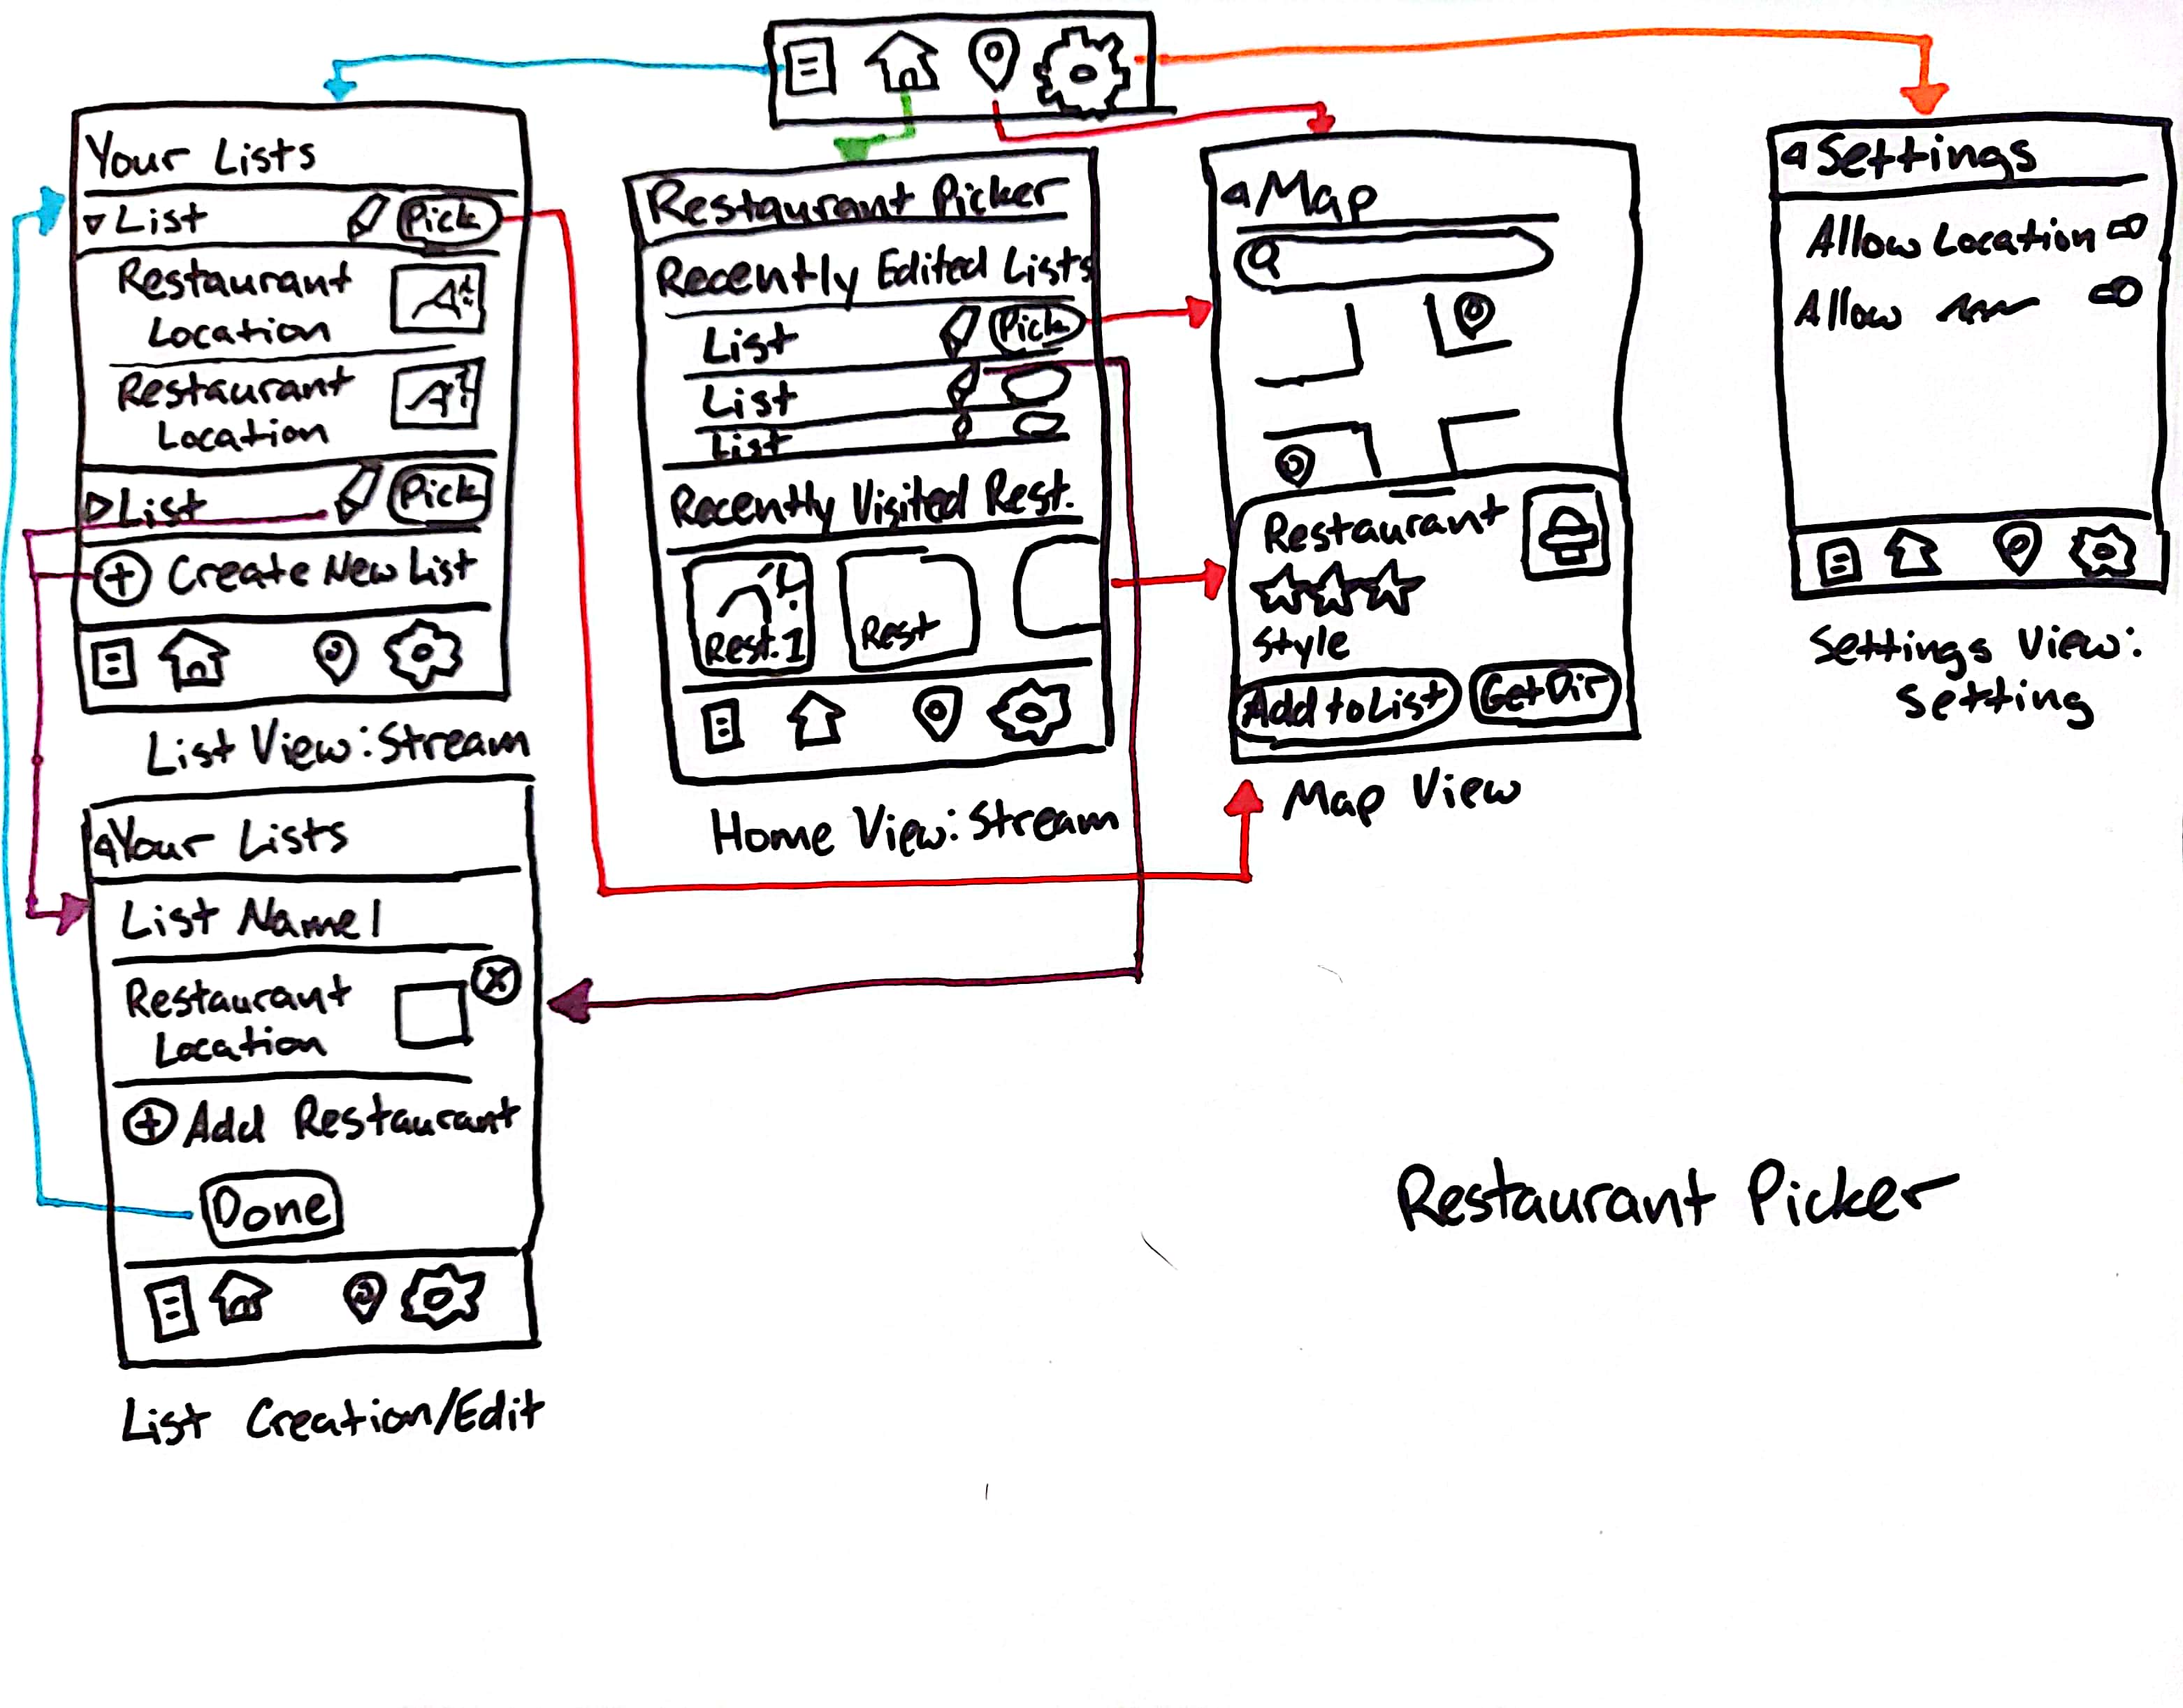 Your Lists
List Pick
Restaurant
Location
Restaurant
Location
List Pick
Create New List
List View: Stream
Your Lists
List Name
Restaurant
Location
Add Restaurant
Done
List Creation/Edit
Restaurant Picker
Recently Edited Lists
List Pick
List
List
Recently Visited Rest.
Rest. 1
Rest
Home View: Stream
Map
Restaurant
Style
Add to List
Get Dir
Map View
Settings
Allow Location
Allow
Settings View:
Setting
Restaurant Picker